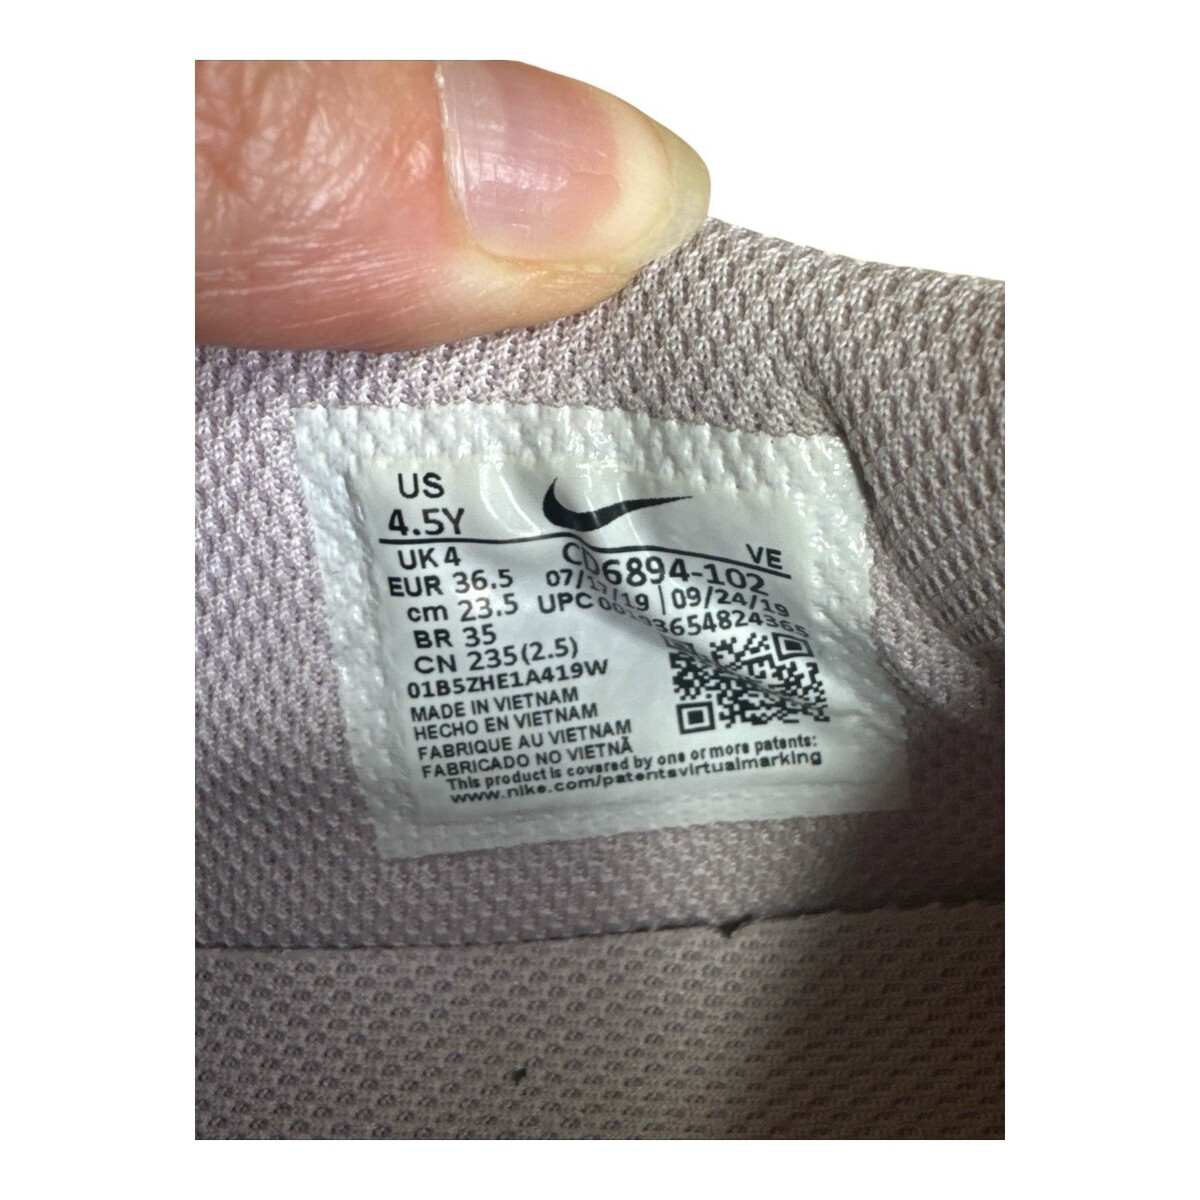 US
4.5Y
UK 4
EUR 36.5
cm 23.5
BR 35
CN 235(2.5)
VE
CD6894-102
07/17/19 | 09/24/19
UPC 00193654824365
01B5ZHE1A419W
MADE IN VIETNAM
HECHO EN VIETNAM
FABRIQUE AU VIETNAM
FABRICADO NO VIETNÃ
This product is covered by one or more patents:
www.nike.com/patentsvirtualmarking